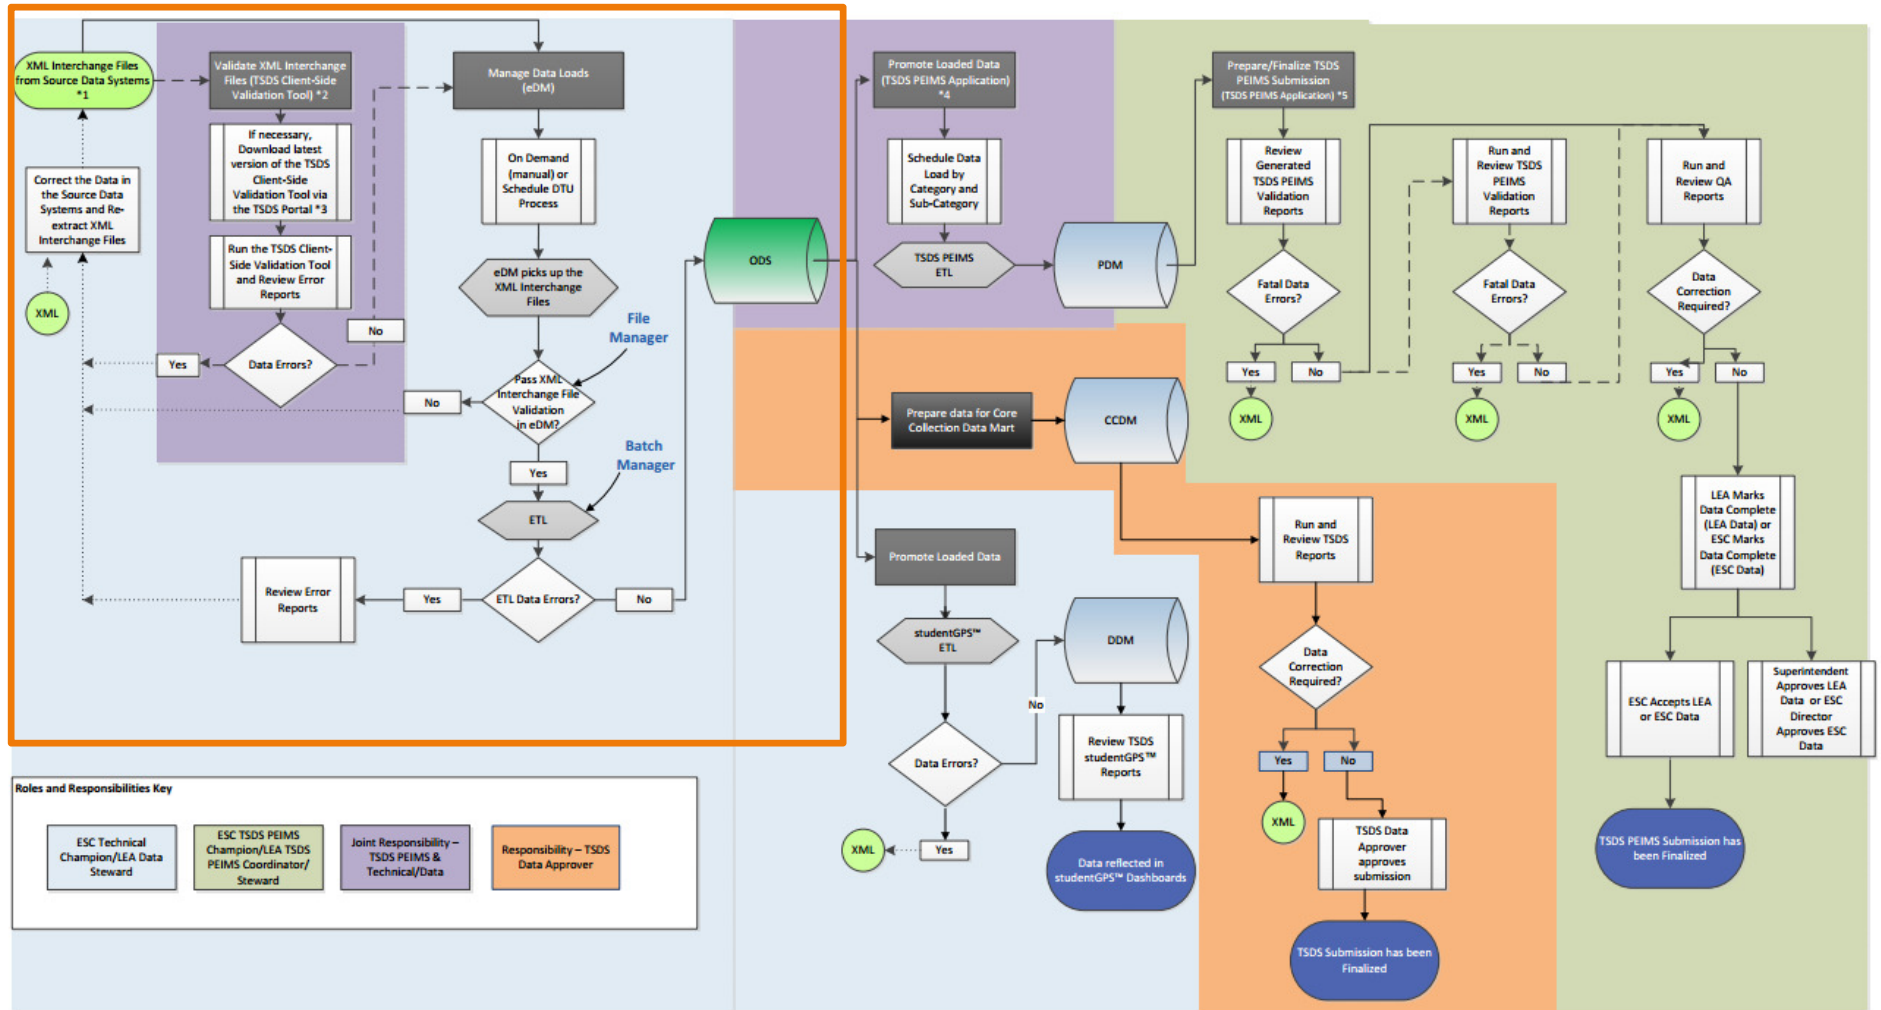 XML Interchange Files
from Source Data Systems
*1
Validate XML Interchange
Files (TSDS Client-Side
Validation Tool) *2
Manage Data Loads
(eDM)
Promote Loaded Data
(TSDS PEIMS Application)
*4
Prepare/Finalize TSDS
PEIMS Submission
(TSDS PEIMS Application) *5
If necessary,
Download latest
version of the TSDS
Client-Side
Validation Tool via
the TSDS Portal *3
On Demand
(manual) or
Schedule DTU
Process
Schedule Data
Load by
Category and
Sub-Category
Review
Generated
TSDS PEIMS
Validation
Reports
Run and
Review TSDS
PEIMS
Validation
Reports
Run and
Review QA
Reports
Correct the Data in
the Source Data
Systems and Re-
extract XML
Interchange Files
Run the TSDS Client-
Side Validation Tool
and Review Error
Reports
eDM picks up the
XML Interchange
Files
ODS
TSDS PEIMS
ETL
PDM
Fatal Data
Errors?
Fatal Data
Errors?
Data
Correction
Required?
XML
No
File
Manager
Yes
Data Errors?
Pass XML
Interchange File
Validation
in eDM?
No
Yes
No
Yes
No
Yes
No
XML
XML
XML
Prepare data for Core
Collection Data Mart
CCDM
Batch
Manager
Yes
ETL
LEA Marks
Data Complete
(LEA Data) or
ESC Marks
Data Complete
(ESC Data)
Run and
Review TSDS
Reports
Promote Loaded Data
Review Error
Reports
Yes
ETL Data Errors?
No
studentGPS™
ETL
DDM
Data
Correction
Required?
No
ESC Accepts LEA
or ESC Data
Superintendent
Approves LEA
Data or ESC
Director
Approves ESC
Data
Data Errors?
Review TSDS
studentGPS™
Reports
Yes
No
XML
Roles and Responsibilities Key
ESC Technical
Champion/LEA Data
Steward
ESC TSDS PEIMS
Champion/LEA TSDS
PEIMS Coordinator/
Steward
Joint Responsibility –
TSDS PEIMS &
Technical/Data
Responsibility – TSDS
Data Approver
XML
Yes
Data reflected in
studentGPS™ Dashboards
TSDS Data
Approver
approves
submission
TSDS PEIMS Submission has
been Finalized
TSDS Submission has been
Finalized